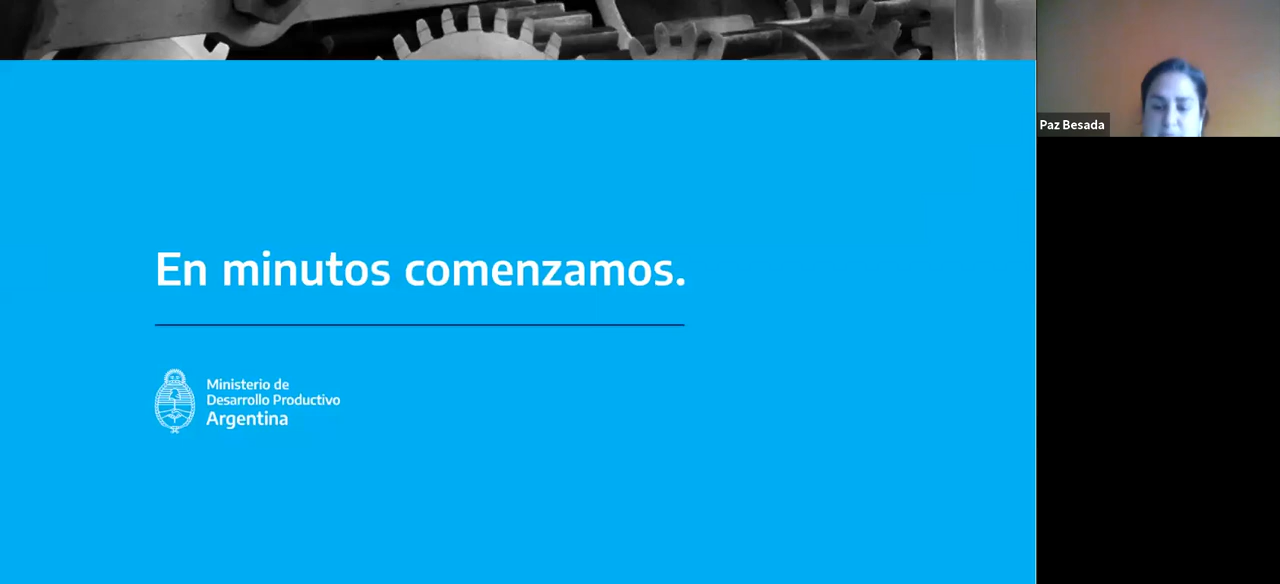 En minutos comenzamos.
Ministerio de
Desarrollo Productivo
Argentina
Paz Besada